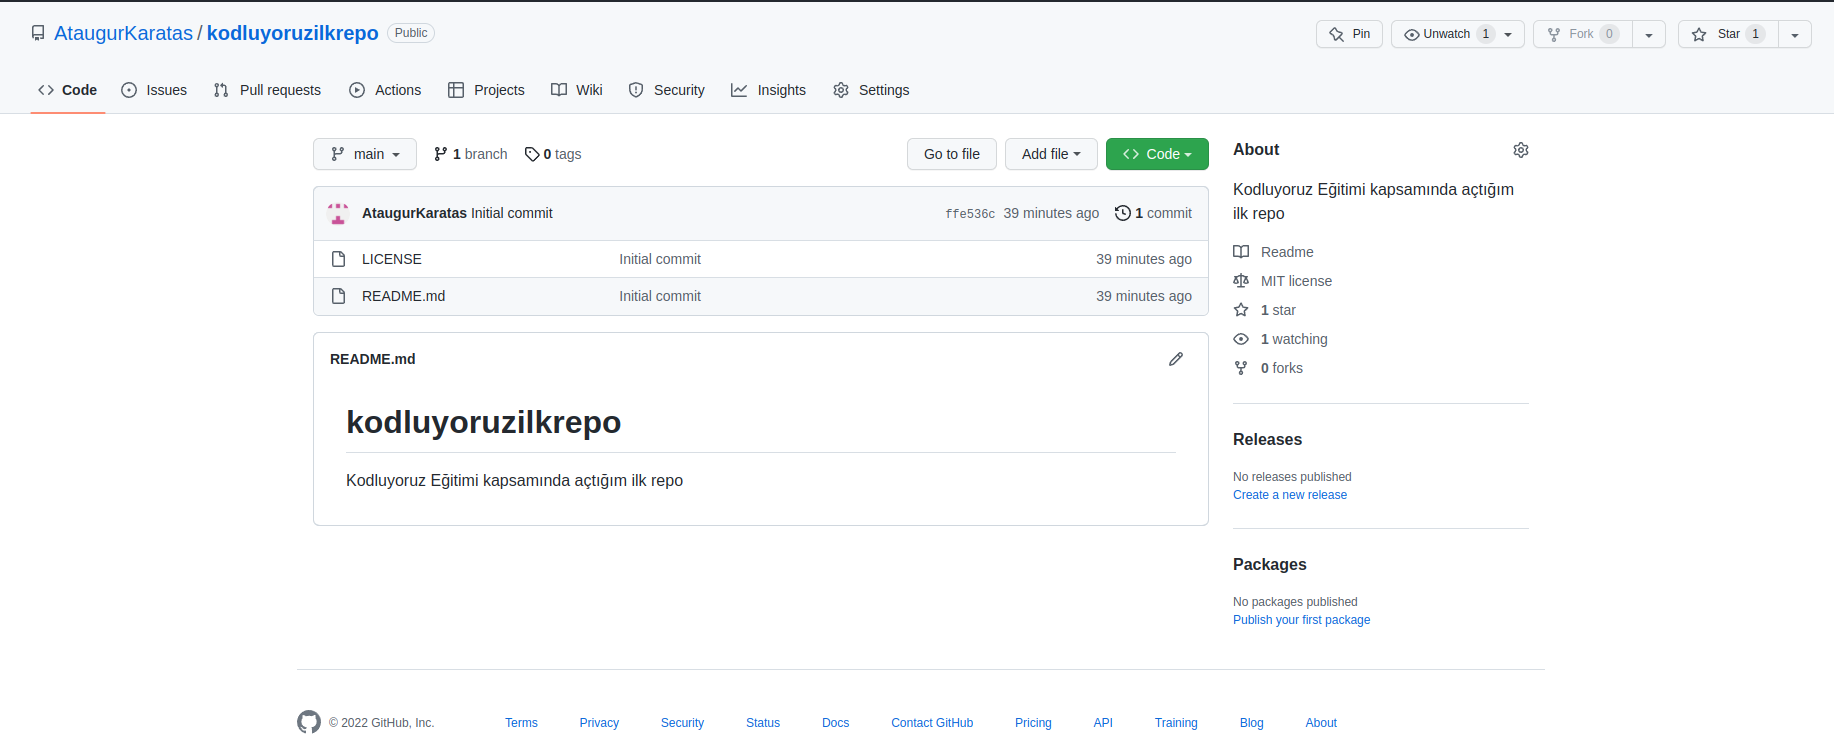 AtaugurKaratas / kodluyoruzilkrepo Public
Pin Unwatch 1 Fork 0 Star 1
Code Issues Pull requests Actions Projects Wiki Security Insights Settings
main 1 branch 0 tags Go to file Add file Code
AtaugurKaratas Initial commit ffe536c 39 minutes ago 1 commit
LICENSE Initial commit 39 minutes ago
README.md Initial commit 39 minutes ago
README.md
kodluyoruzilkrepo
Kodluyoruz Eğitimi kapsamında açtığım ilk repo
About
Kodluyoruz Eğitimi kapsamında açtığım
ilk repo
Readme
MIT license
1 star
1 watching
0 forks
Releases
No releases published
Create a new release
Packages
No packages published
Publish your first package
© 2022 GitHub, Inc. Terms Privacy Security Status Docs Contact GitHub Pricing API Training Blog About